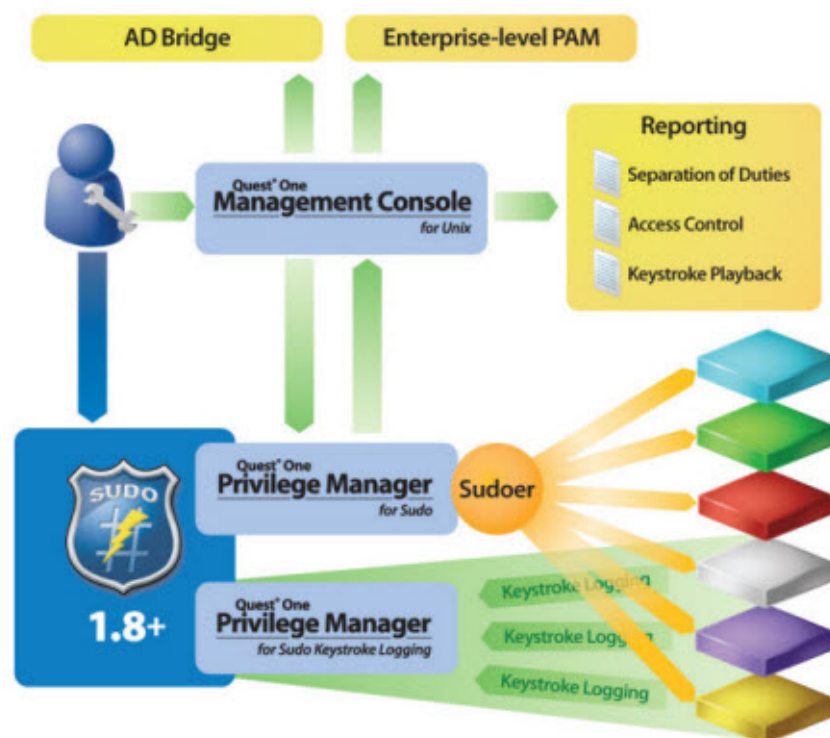 AD Bridge
Enterprise-level PAM
Quest® One
Management Console
for Unix
Reporting
Separation of Duties
Access Control
Keystroke Playback
SUDO
#
1.8+
Quest® One
Privilege Manager
for Sudo
Sudoer
Quest® One
Privilege Manager
for Sudo Keystroke Logging
Keystroke Logging
Keystroke Logging
Keystroke Logging